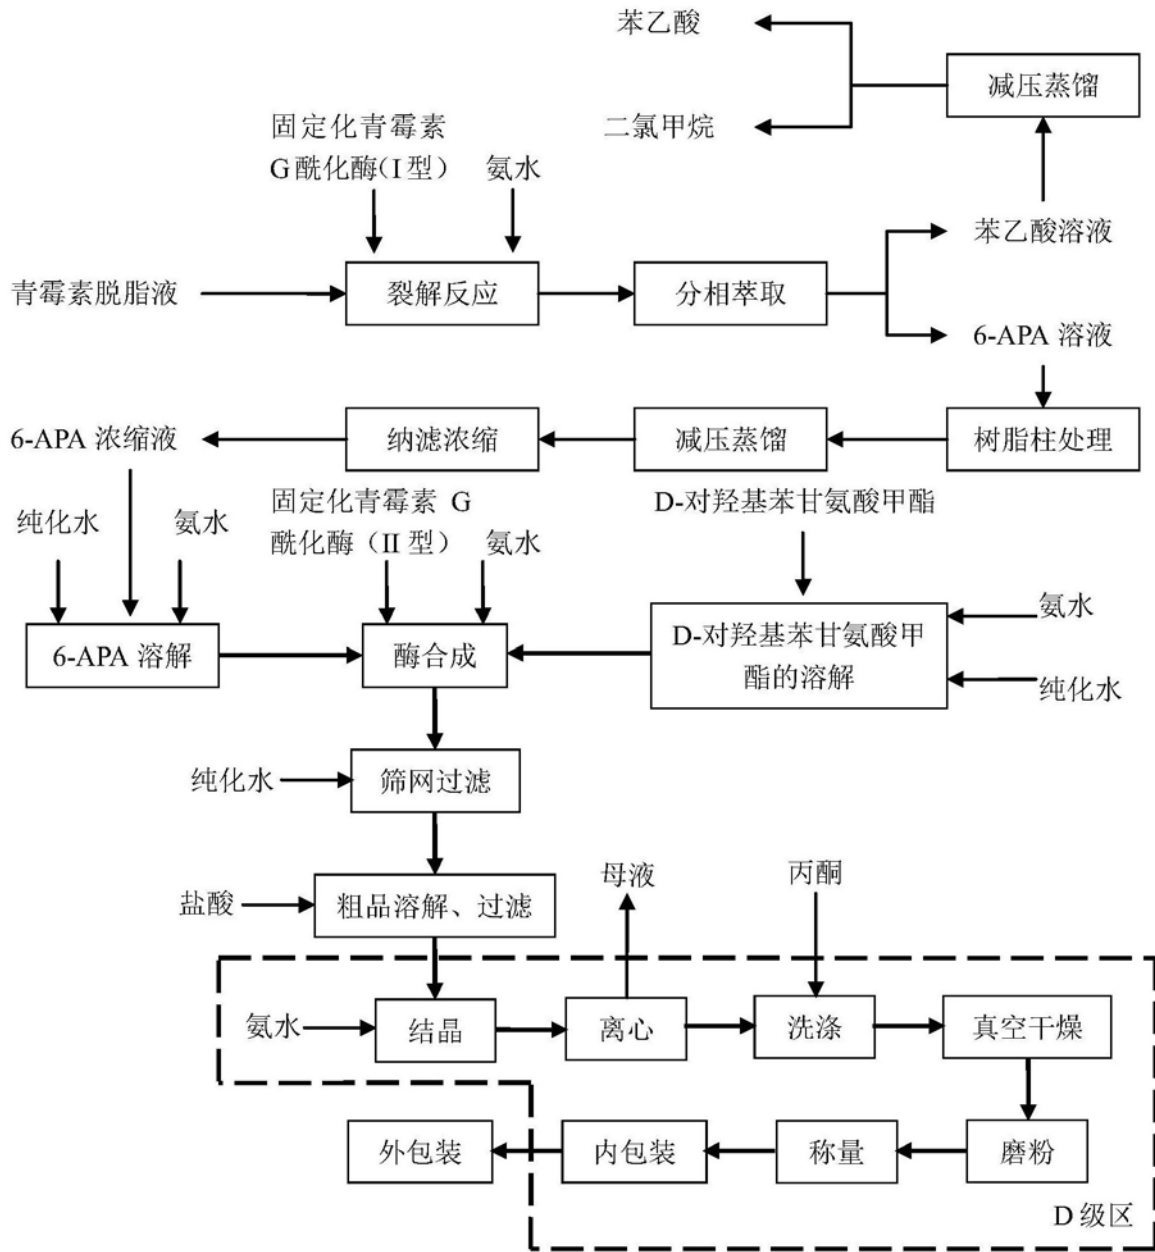 苯乙酸
减压蒸馏
二氯甲烷
固定化青霉素
G酰化酶(I型)
氨水
苯乙酸溶液
青霉素脱脂液
裂解反应
分相萃取
6-APA 溶液
6-APA 浓缩液
纳滤浓缩
减压蒸馏
树脂柱处理
固定化青霉素 G
酰化酶（II 型）
D-对羟基苯甘氨酸甲酯
纯化水
氨水
氨水
6-APA 溶解
酶合成
D-对羟基苯甘氨酸甲
酯的溶解
氨水
纯化水
纯化水
筛网过滤
盐酸
粗品溶解、过滤
母液
丙酮
氨水
结晶
离心
洗涤
真空干燥
外包装
内包装
称量
磨粉
D 级区